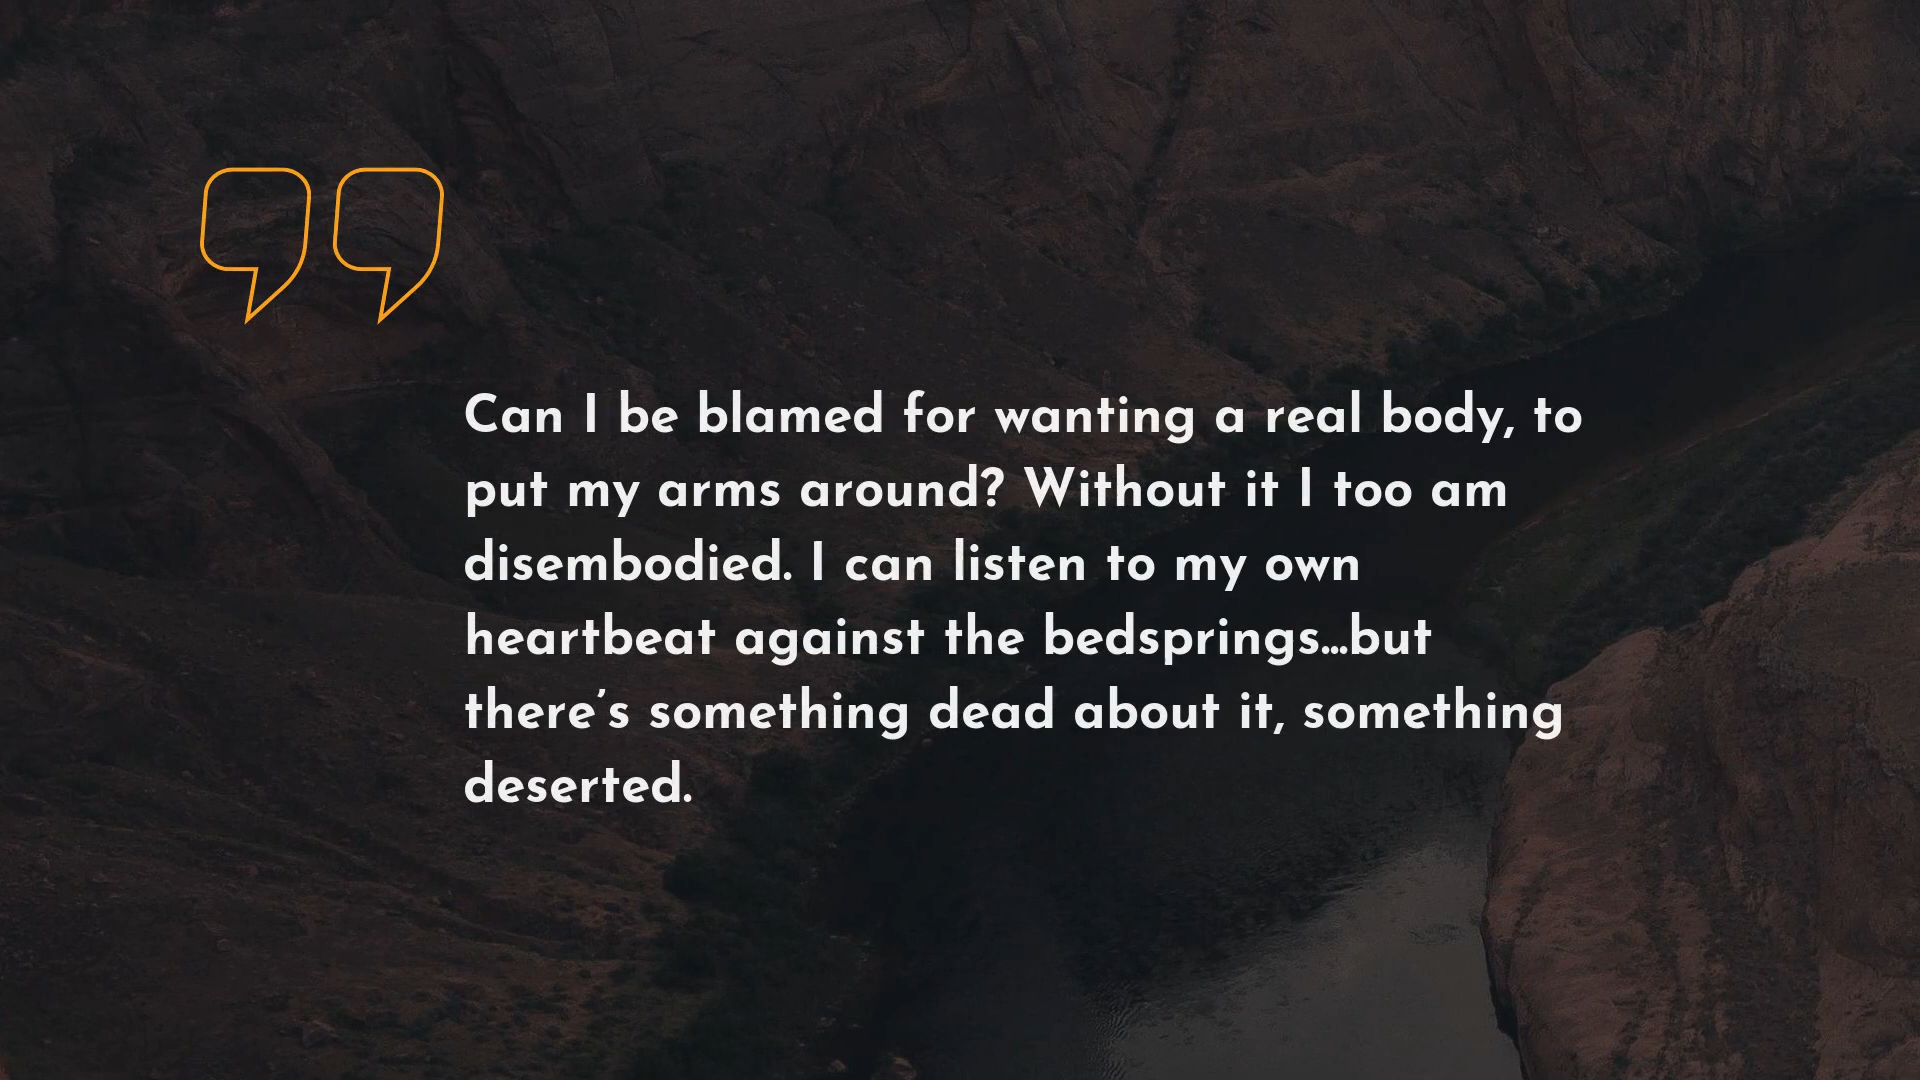 Can I be blamed for wanting a real body, to
put my arms around? Without it I too am
disembodied. I can listen to my own
heartbeat against the bedsprings...but
there's something dead about it, something
deserted.